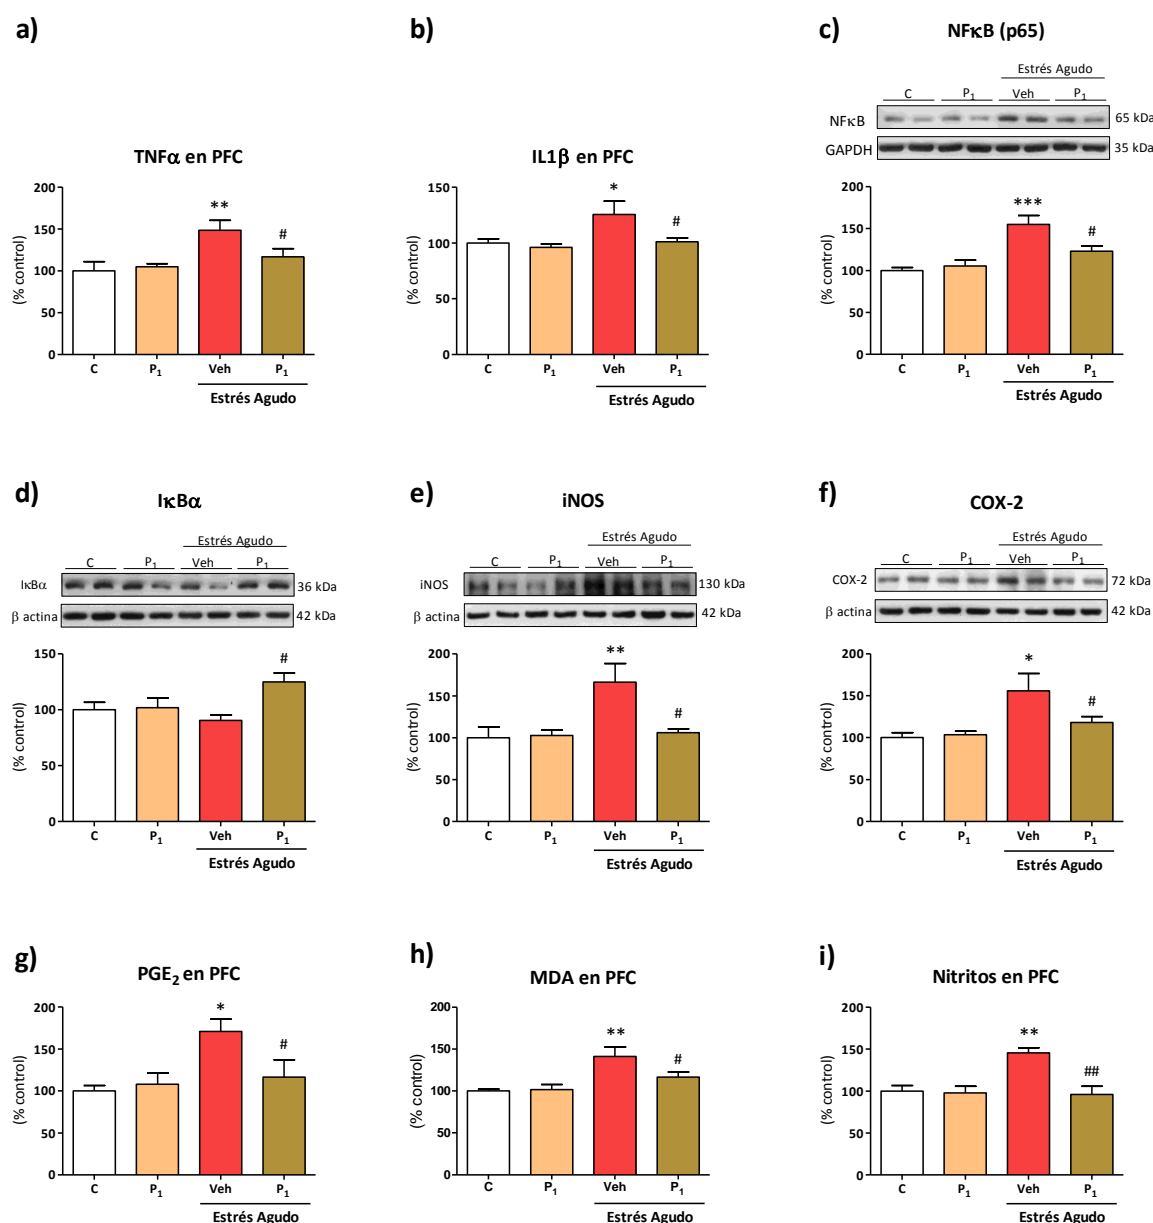 a)
TNFα en PFC
(% control)
200
150
100
50
0
**
#
C
P₁
Veh
P₁
Estrés Agudo
b)
IL1β en PFC
(% control)
150
100
50
0
*
#
C
P₁
Veh
P₁
Estrés Agudo
c)
NFκB (p65)
Estrés Agudo
C
P₁
Veh
P₁
NFκB
65 kDa
GAPDH
35 kDa
(% control)
200
150
100
50
0
***
#
C
P₁
Veh
P₁
Estrés Agudo
d)
IκBα
Estrés Agudo
C
P₁
Veh
P₁
IκBα
36 kDa
β actina
42 kDa
(% control)
150
100
50
0
#
C
P₁
Veh
P₁
Estrés Agudo
e)
iNOS
Estrés Agudo
C
P₁
Veh
P₁
iNOS
130 kDa
β actina
42 kDa
(% control)
200
150
100
50
0
**
#
C
P₁
Veh
P₁
Estrés Agudo
f)
COX-2
Estrés Agudo
C
P₁
Veh
P₁
COX-2
72 kDa
β actina
42 kDa
(% control)
200
150
100
50
0
*
#
C
P₁
Veh
P₁
Estrés Agudo
g)
PGE₂ en PFC
(% control)
200
150
100
50
0
*
#
C
P₁
Veh
P₁
Estrés Agudo
h)
MDA en PFC
(% control)
200
150
100
50
0
**
#
C
P₁
Veh
P₁
Estrés Agudo
i)
Nitritos en PFC
(% control)
200
150
100
50
0
**
##
C
P₁
Veh
P₁
Estrés Agudo